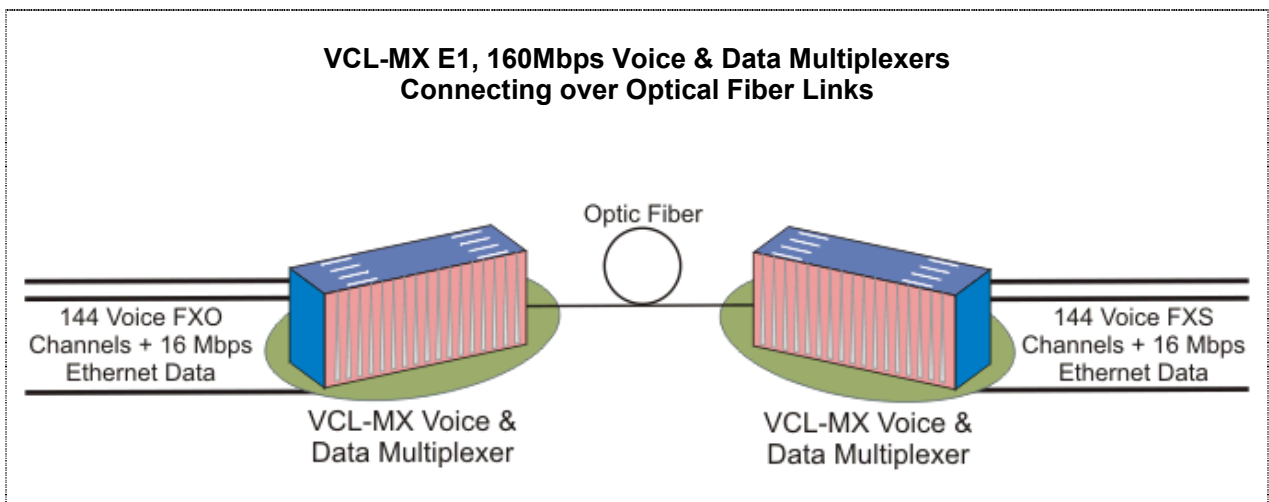 VCL-MX E1, 160Mbps Voice & Data Multiplexers
Connecting over Optical Fiber Links
Optic Fiber
144 Voice FXO
Channels + 16 Mbps
Ethernet Data
144 Voice FXS
Channels + 16 Mbps
Ethernet Data
VCL-MX Voice &
Data Multiplexer
VCL-MX Voice &
Data Multiplexer